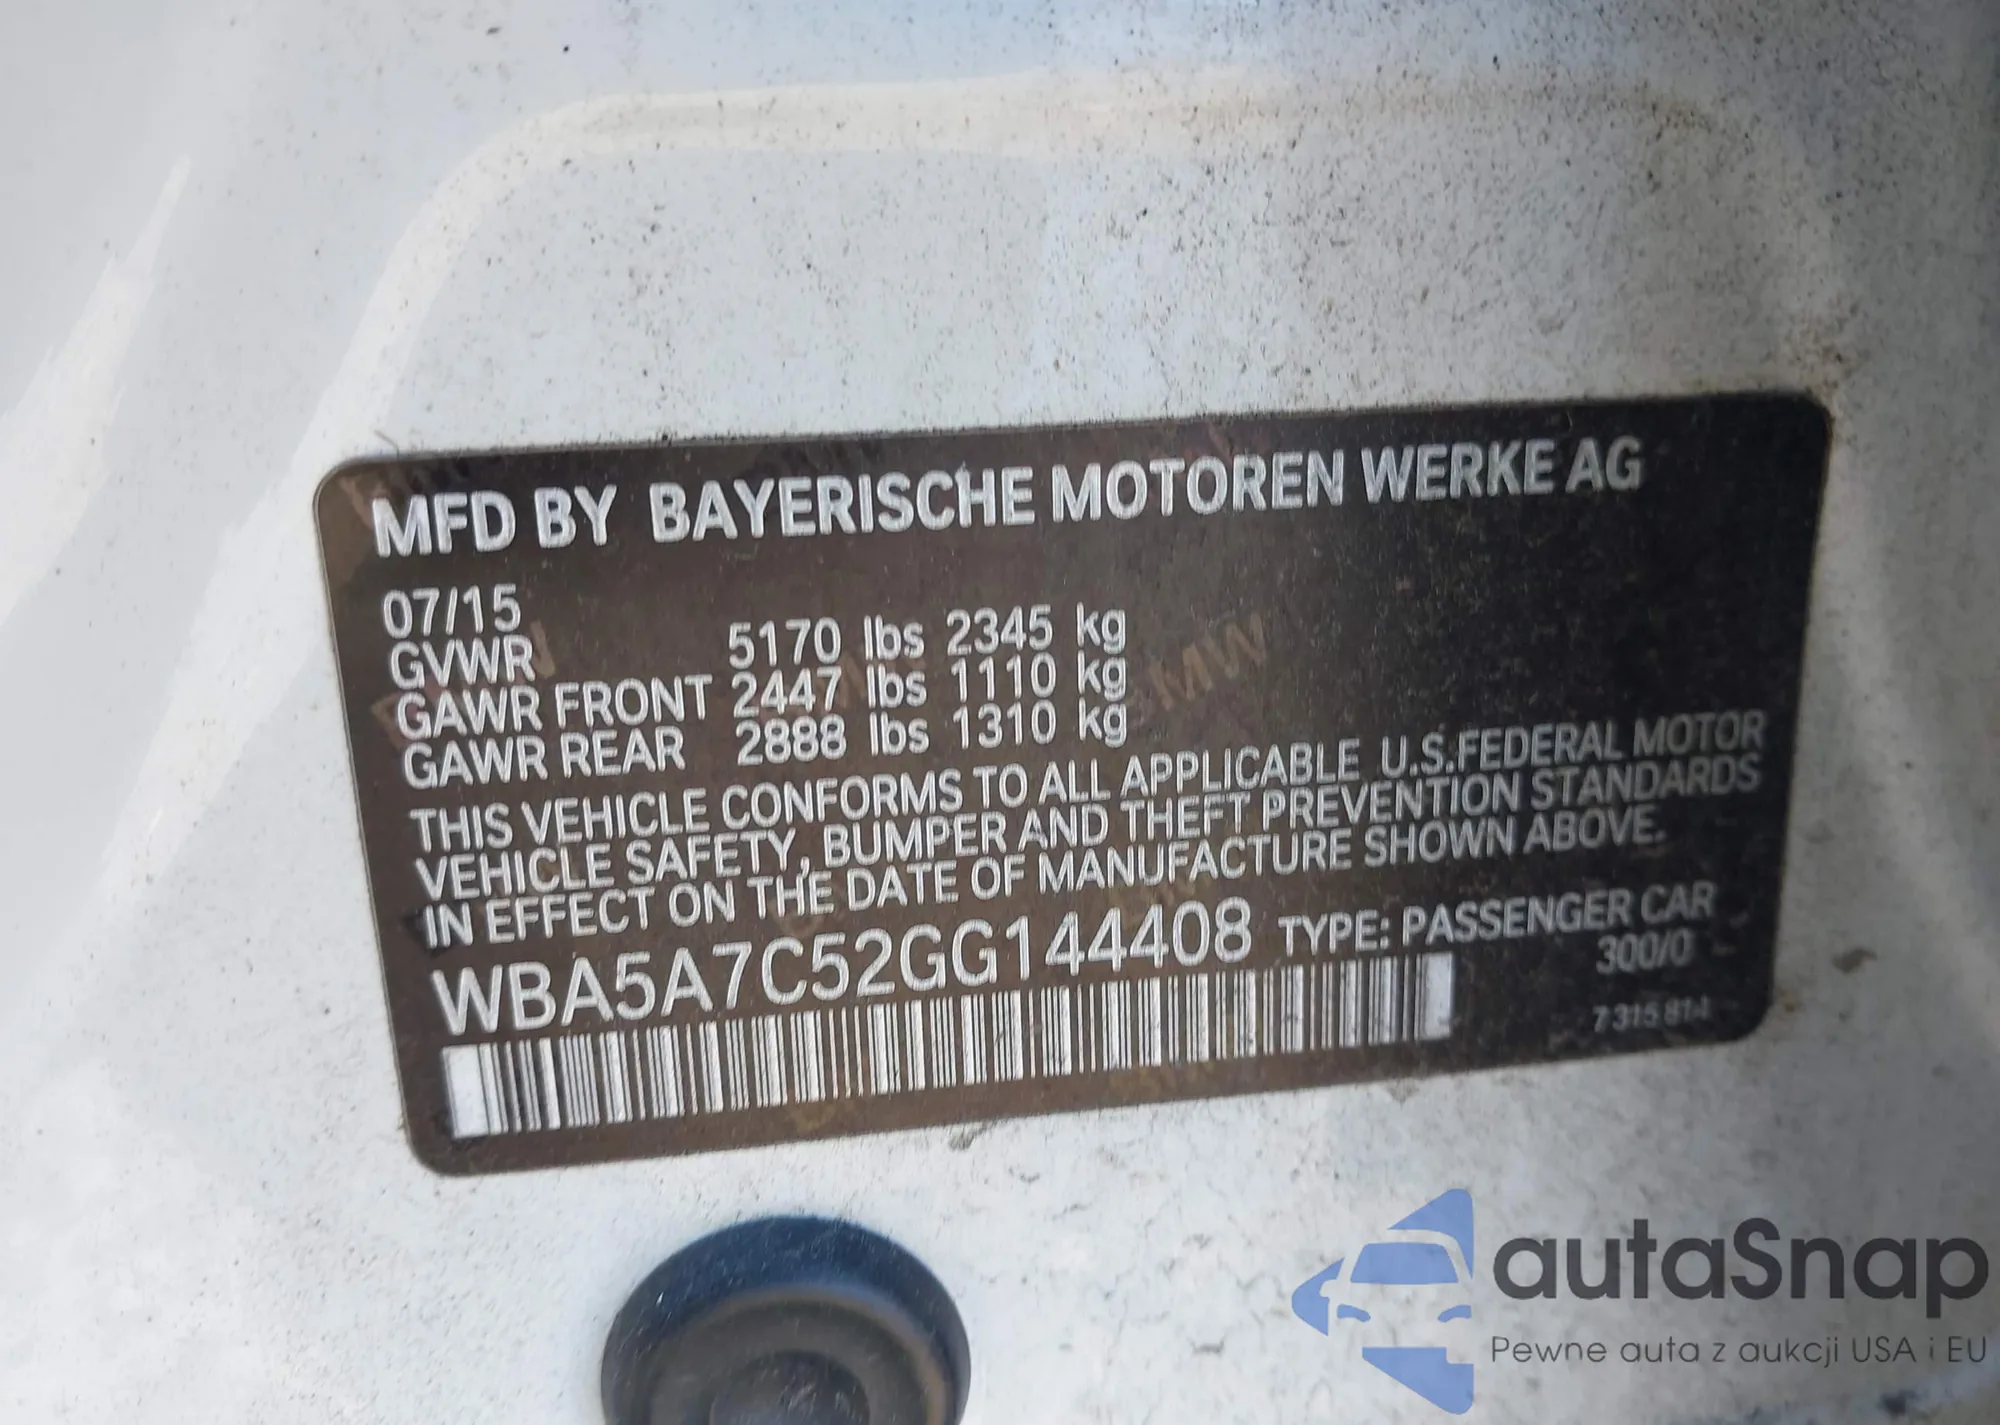 MFD BY BAYERISCHE MOTOREN WERKE AG
07/15
GVWR 5170 lbs 2345 kg
GAWR FRONT 2447 lbs 1110 kg
GAWR REAR 2888 lbs 1310 kg
THIS VEHICLE CONFORMS TO ALL APPLICABLE U.S.FEDERAL MOTOR
VEHICLE SAFETY, BUMPER AND THEFT PREVENTION STANDARDS
IN EFFECT ON THE DATE OF MANUFACTURE SHOWN ABOVE.
WBA5A7C52GG144408 TYPE: PASSENGER CAR
300/0
7 315 814
autaSnap
Pewne auta z aukcji USA i EU